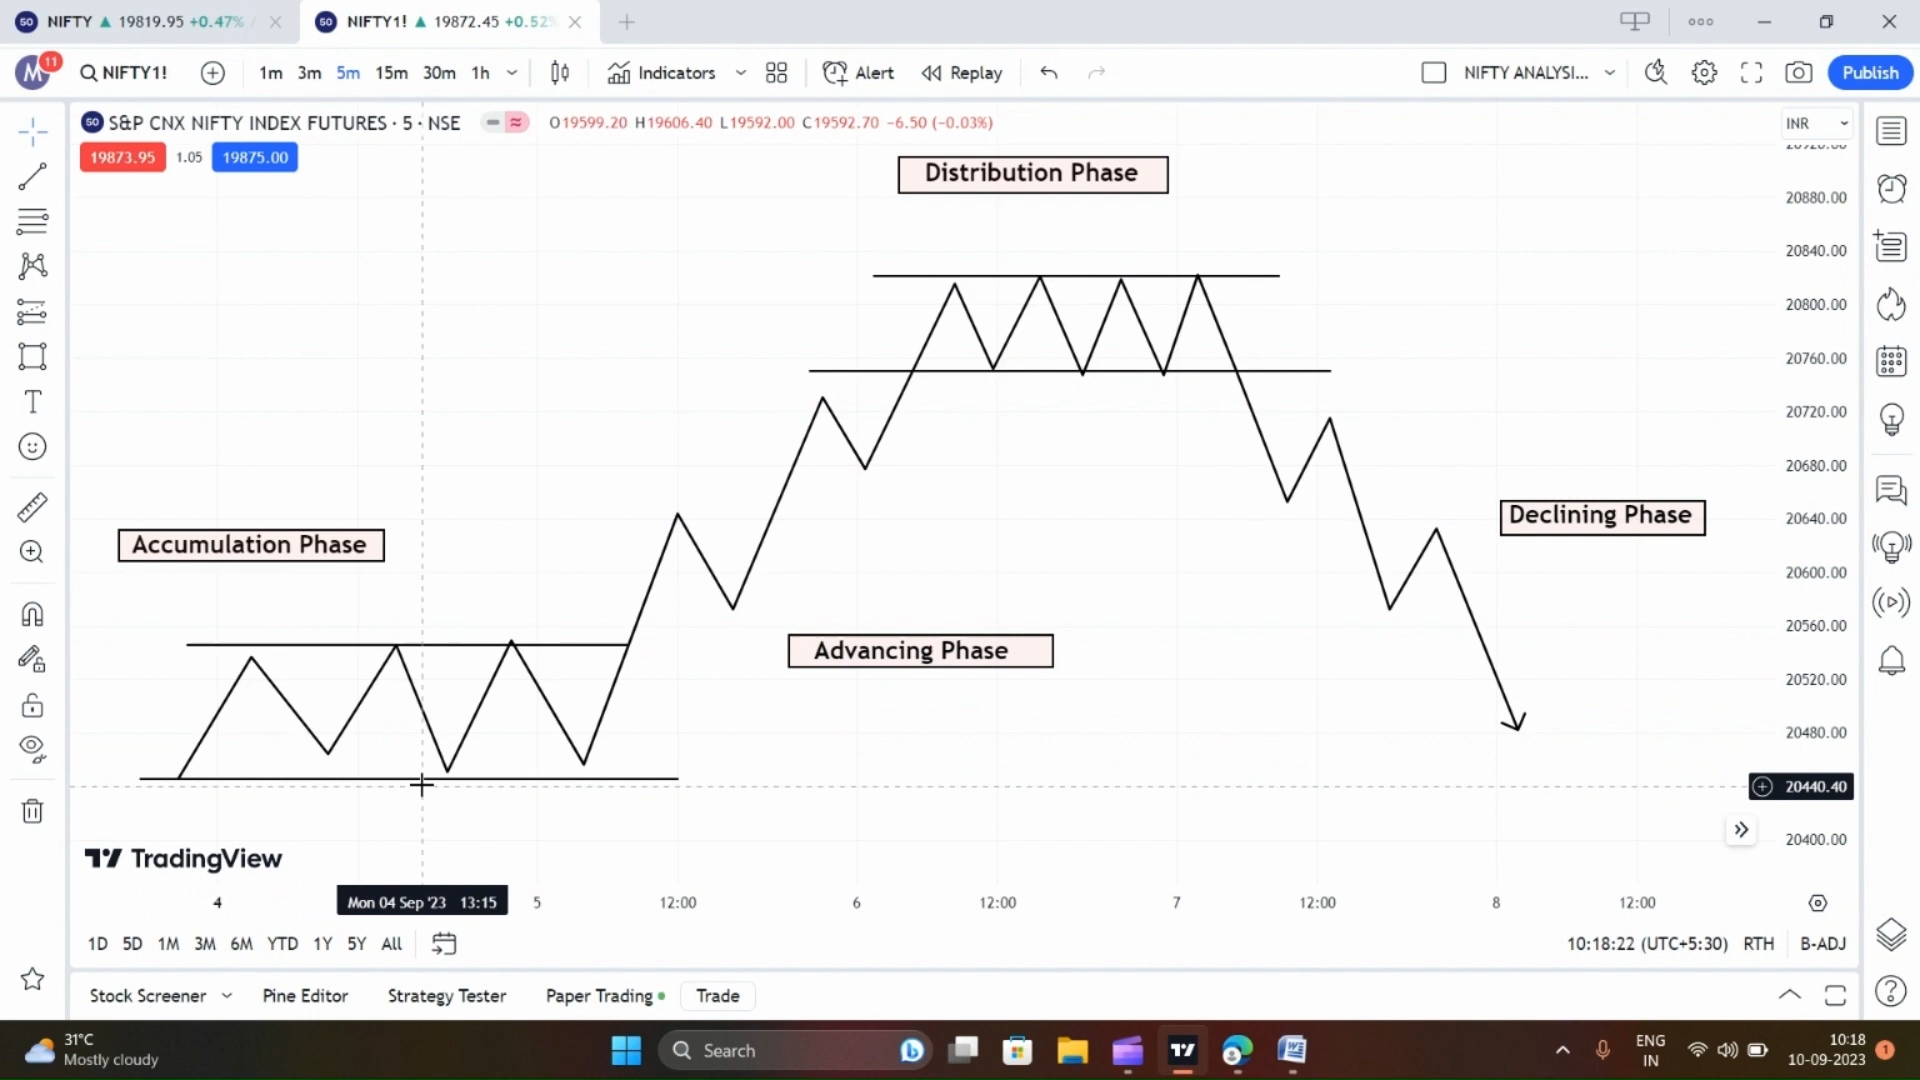 50 NIFTY ▲ 19819.95 +0.47% /
50 NIFTY1! ▲ 19872.45 +0.52%
M 11 NIFTY1! 1m 3m 5m 15m 30m 1h Indicators Alert Replay NIFTY ANALYSI... Publish
50 S&P CNX NIFTY INDEX FUTURES · 5 · NSE O19599.20 H19606.40 L19592.00 C19592.70 −6.50 (−0.03%) INR
19873.95 1.05 19875.00
Distribution Phase
20880.00
20840.00
20800.00
20760.00
20720.00
20680.00
Declining Phase
20640.00
Accumulation Phase
20600.00
20560.00
Advancing Phase
20520.00
20480.00
20440.40
20400.00
TradingView
4 Mon 04 Sep '23 13:15 5 12:00 6 12:00 7 12:00 8 12:00
1D 5D 1M 3M 6M YTD 1Y 5Y All 10:18:22 (UTC+5:30) RTH B-ADJ
Stock Screener Pine Editor Strategy Tester Paper Trading Trade
31°C
Mostly cloudy
Search
ENG
IN
10:18
10-09-2023
1